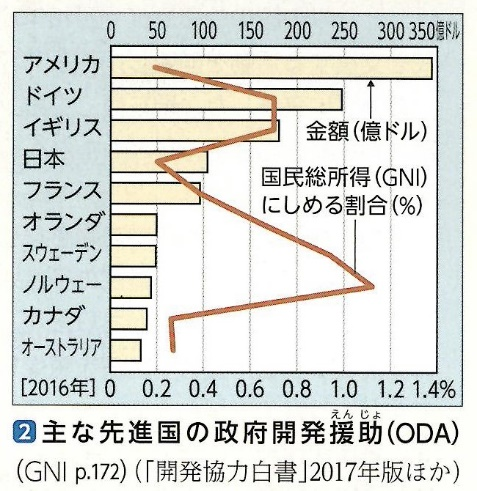 0 50 100 150 200 250 300 350億ドル
アメリカ
ドイツ
イギリス
金額(億ドル)
日本
国民総所得(GNI)
にしめる割合(%)
フランス
オランダ
スウェーデン
ノルウェー
カナダ
オーストラリア
[2016年] 0 0.2 0.4 0.6 0.8 1.0 1.2 1.4%
えんじょ
2 主な先進国の政府開発援助(ODA)
(GNI p.172)(「開発協力白書」2017年版ほか)